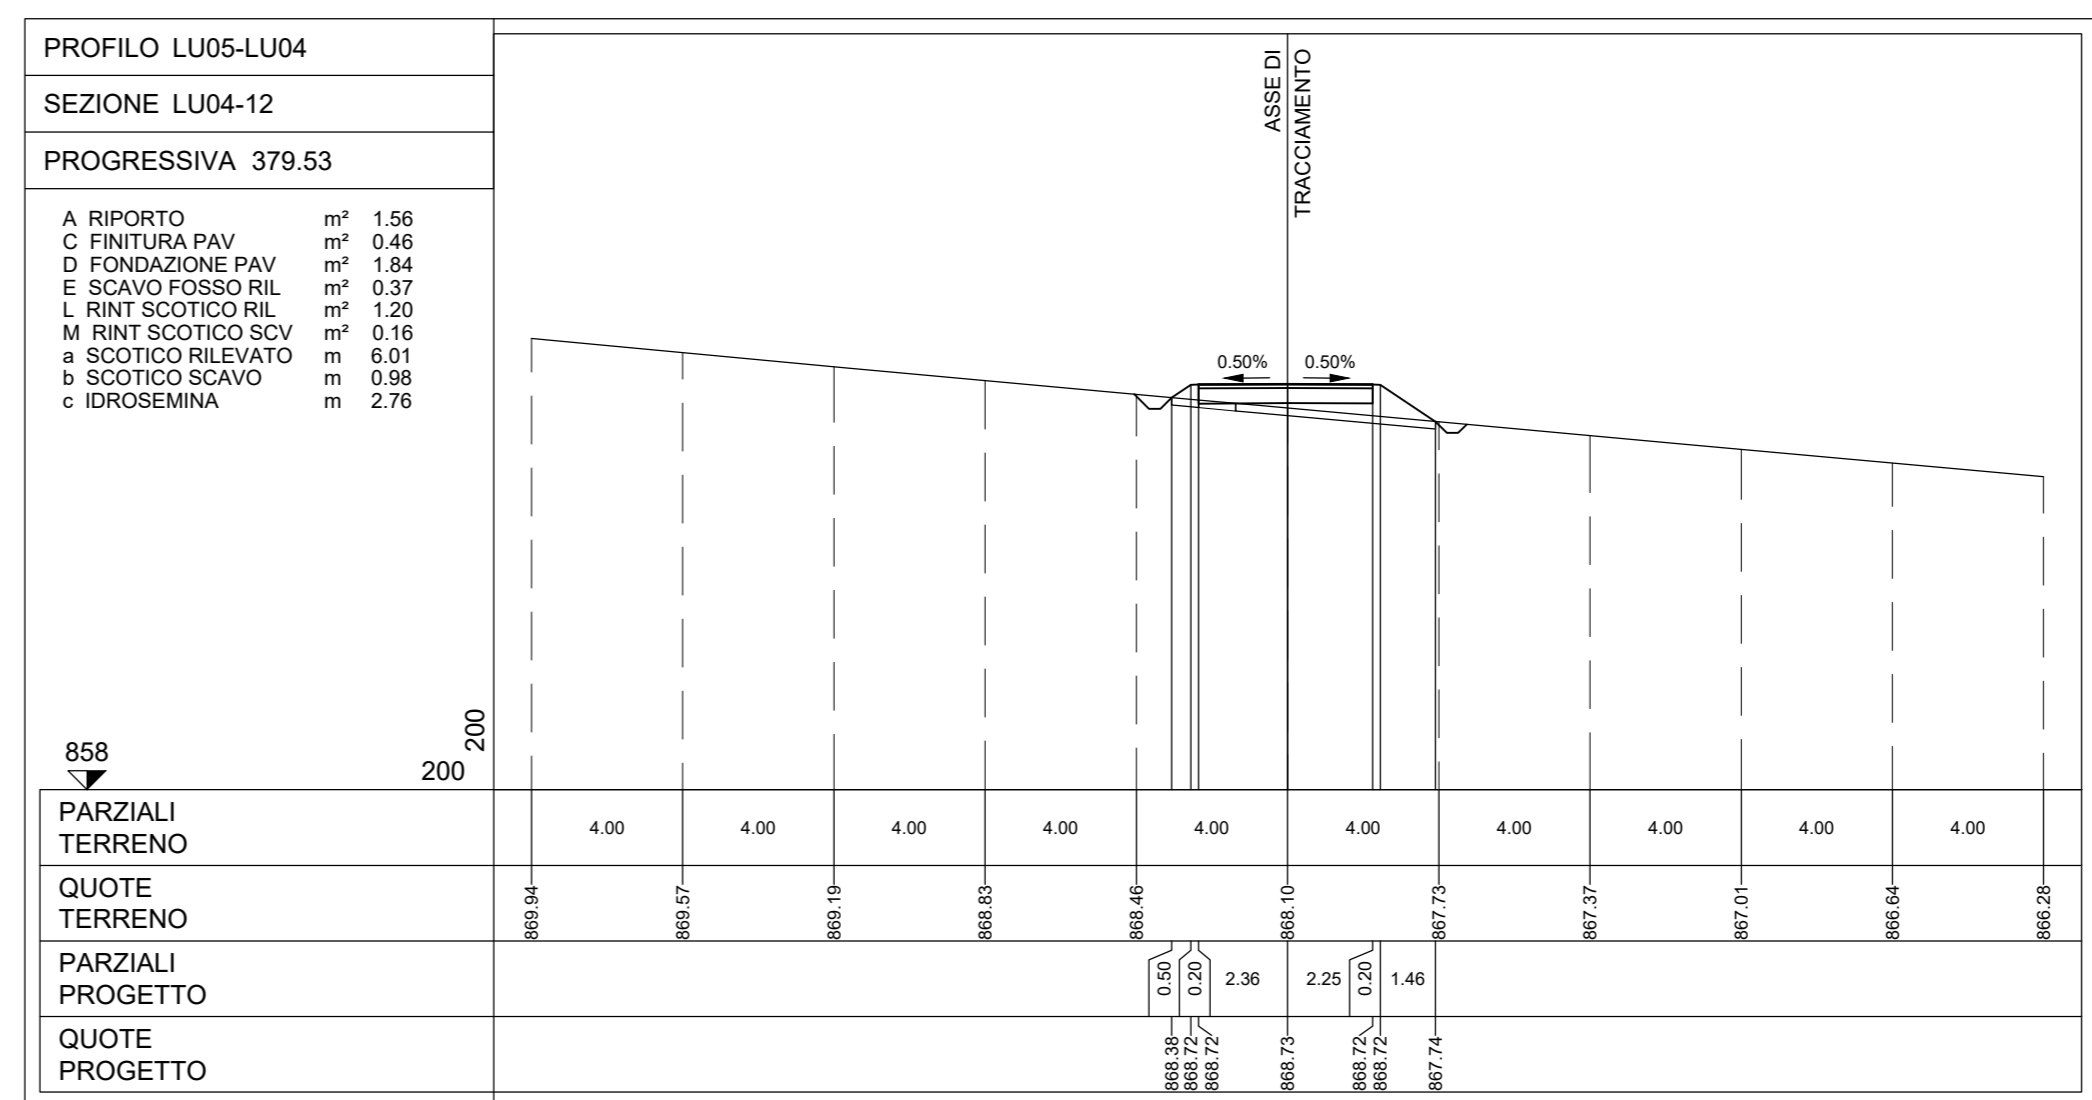 PROFILO LU05-LU04
SEZIONE LU04-12
PROGRESSIVA 379.53
A RIPORTO m² 1.56
C FINITURA PAV m² 0.46
D FONDAZIONE PAV m² 1.84
E SCAVO FOSSO RIL m² 0.37
L RINT SCOTICO RIL m² 1.20
M RINT SCOTICO SCV m² 0.16
a SCOTICO RILEVATO m 6.01
b SCOTICO SCAVO m 0.98
c IDROSEMINA m 2.76
ASSE DI
TRACCIAMENTO
0.50% 0.50%
858
200
200
PARZIALI
TERRENO
4.00 4.00 4.00 4.00 4.00 4.00 4.00 4.00 4.00 4.00
QUOTE
TERRENO
869.94 869.57 869.19 868.83 868.46 868.10 867.73 867.37 867.01 866.64 866.28
PARZIALI
PROGETTO
0.50 0.20 2.36 2.25 0.20 1.46
QUOTE
PROGETTO
868.38 868.72 868.72 868.73 868.72 868.72 867.74